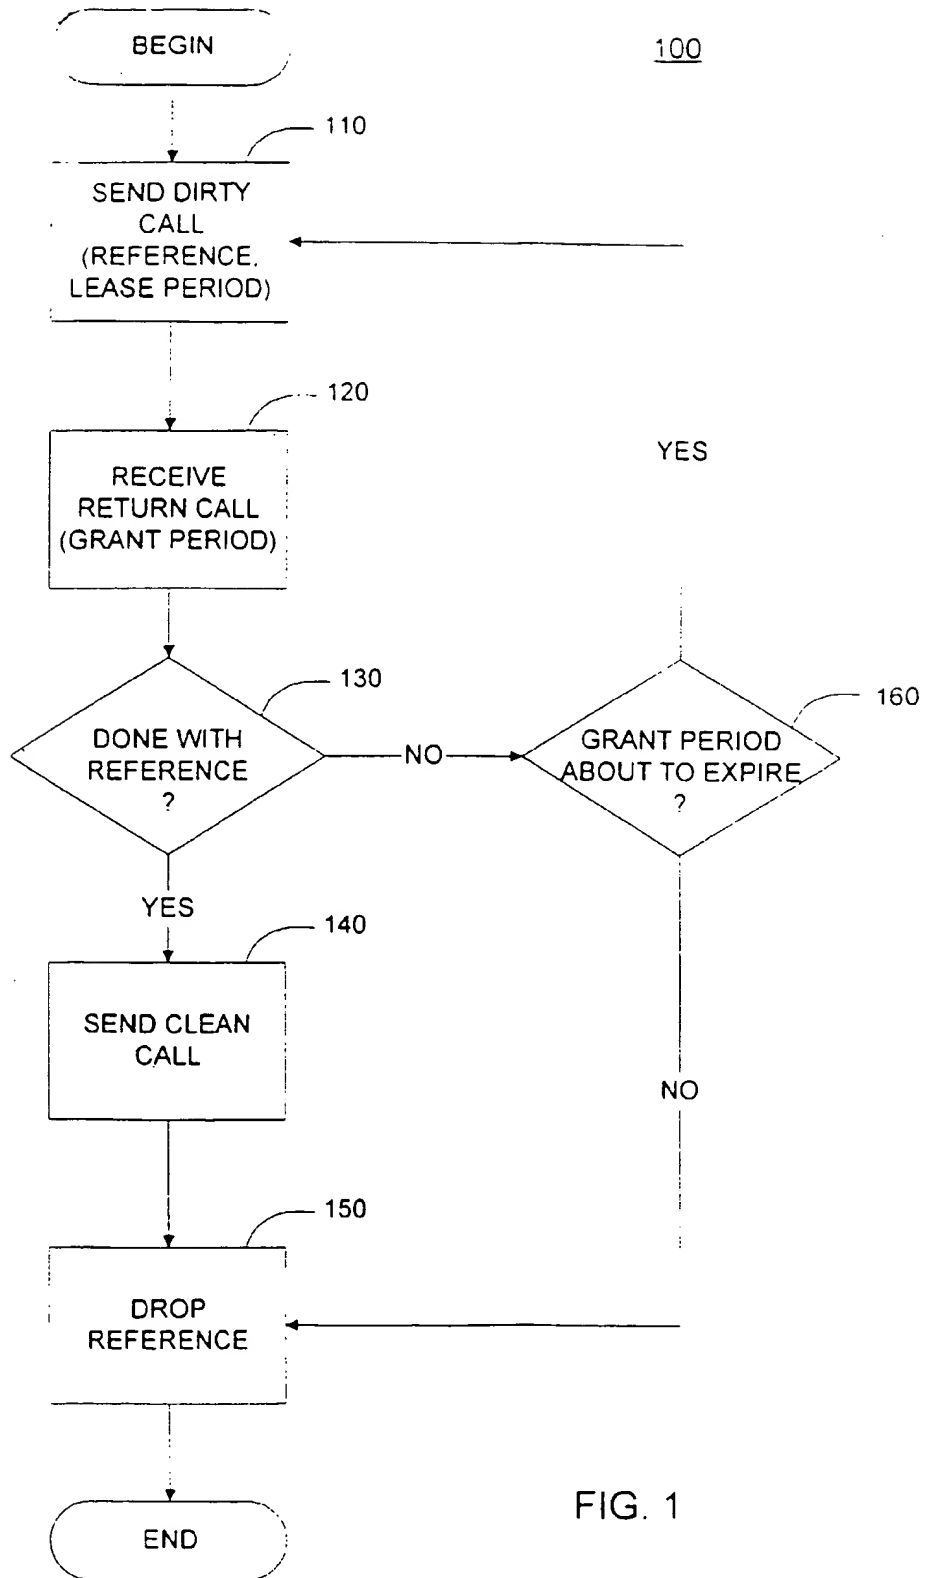 BEGIN
100
110
SEND DIRTY
CALL
(REFERENCE,
LEASE PERIOD)
120
RECEIVE
RETURN CALL
(GRANT PERIOD)
YES
130
DONE WITH
REFERENCE
?
NO
160
GRANT PERIOD
ABOUT TO EXPIRE
?
YES
140
SEND CLEAN
CALL
NO
150
DROP
REFERENCE
END
FIG. 1